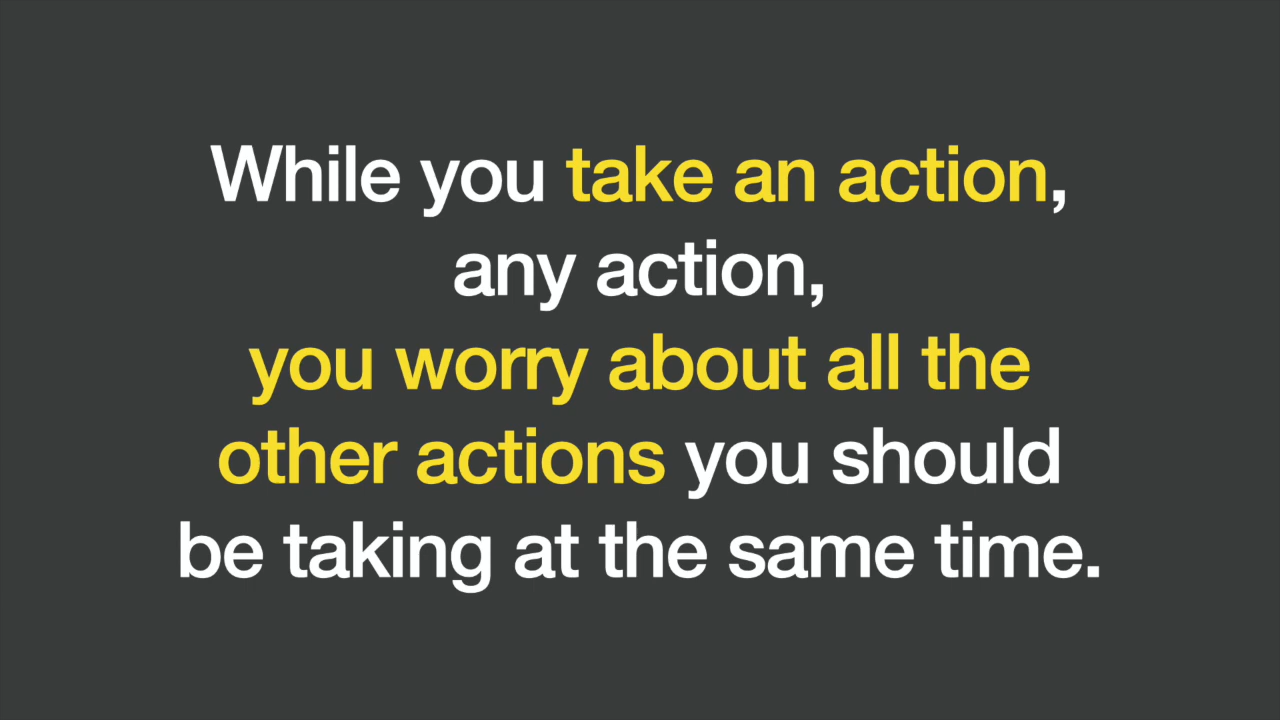 While you take an action,
any action,
you worry about all the
other actions you should
be taking at the same time.